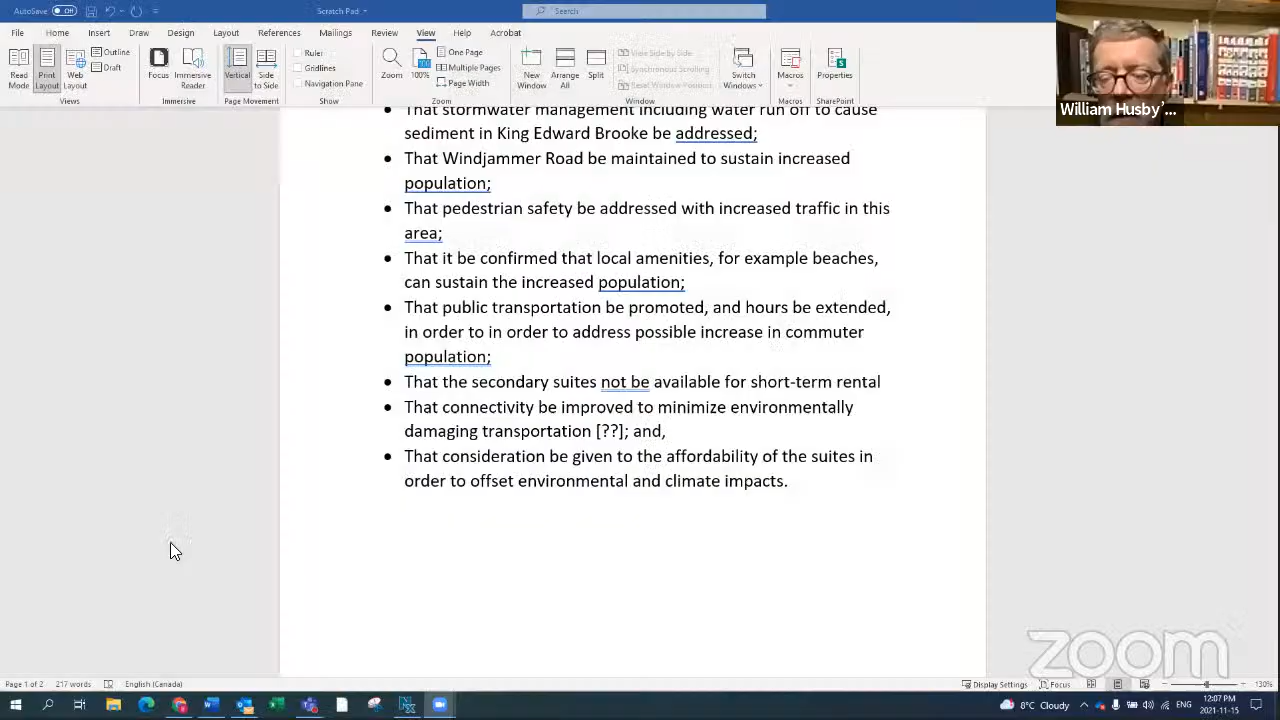 AutoSave Off Scratch Pad Search
File Home Insert Draw Design Layout References Mailings Review View Help Acrobat
Read Mode Print Layout Web Layout Outline Draft Focus Immersive Reader Vertical Side to Side Ruler Gridlines Navigation Pane Zoom 100% One Page Multiple Pages Page Width New Window Arrange All Split View Side by Side Synchronous Scrolling Reset Window Position Switch Windows Macros Properties
Views Immersive Page Movement Show Zoom Window Macros SharePoint
William Husby'...
That stormwater management including water run off to cause
sediment in King Edward Brooke be addressed;
That Windjammer Road be maintained to sustain increased
population;
That pedestrian safety be addressed with increased traffic in this
area;
That it be confirmed that local amenities, for example beaches,
can sustain the increased population;
That public transportation be promoted, and hours be extended,
in order to in order to address possible increase in commuter
population;
That the secondary suites not be available for short-term rental
That connectivity be improved to minimize environmentally
damaging transportation [??]; and,
That consideration be given to the affordability of the suites in
order to offset environmental and climate impacts.
zoom
Page 1 of 2 217 words English (Canada) Display Settings Focus 130%
8°C Cloudy ENG 12:07 PM
2021-11-15